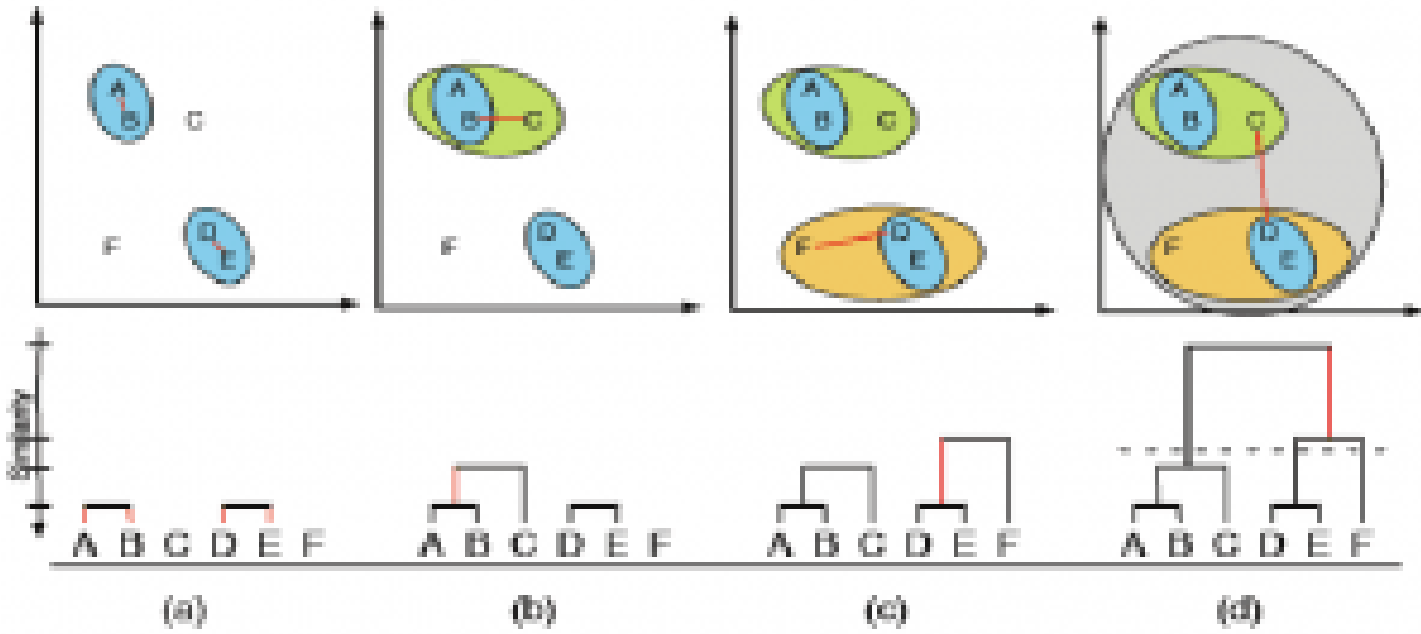 A A A A
B C B C B C B C
D D D D
F E F E F E F E
Similarity
A B C D E F A B C D E F A B C D E F A B C D E F
(a) (b) (c) (d)